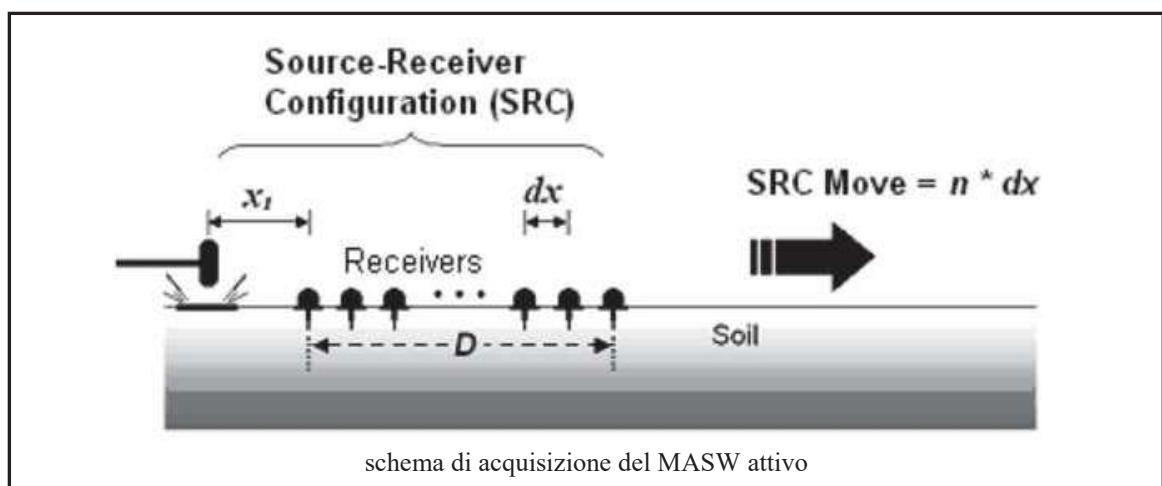 Source-Receiver
Configuration (SRC)
x₁
dx
SRC Move = n * dx
Receivers
D
Soil
schema di acquisizione del MASW attivo